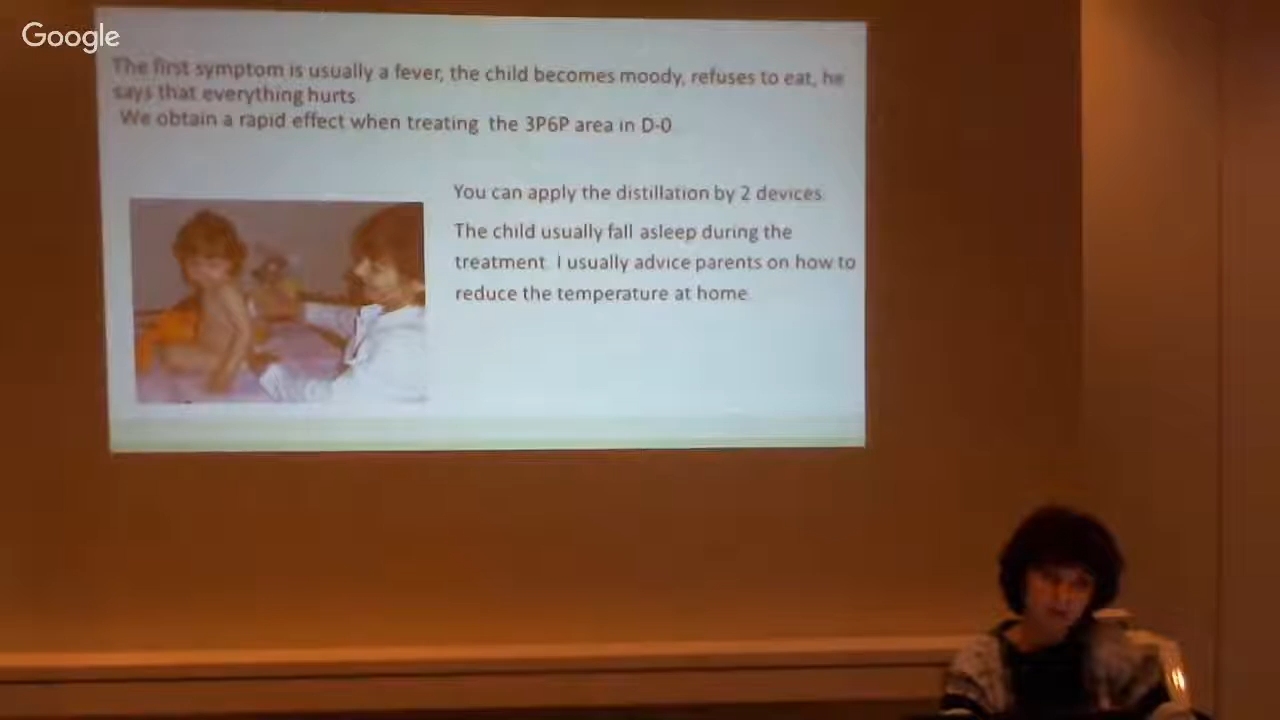 Google
The first symptom is usually a fever, the child becomes moody, refuses to eat, he
says that everything hurts
We obtain a rapid effect when treating the 3P6P area in D-0
You can apply the distillation by 2 devices
The child usually fall asleep during the
treatment I usually advice parents on how to
reduce the temperature at home